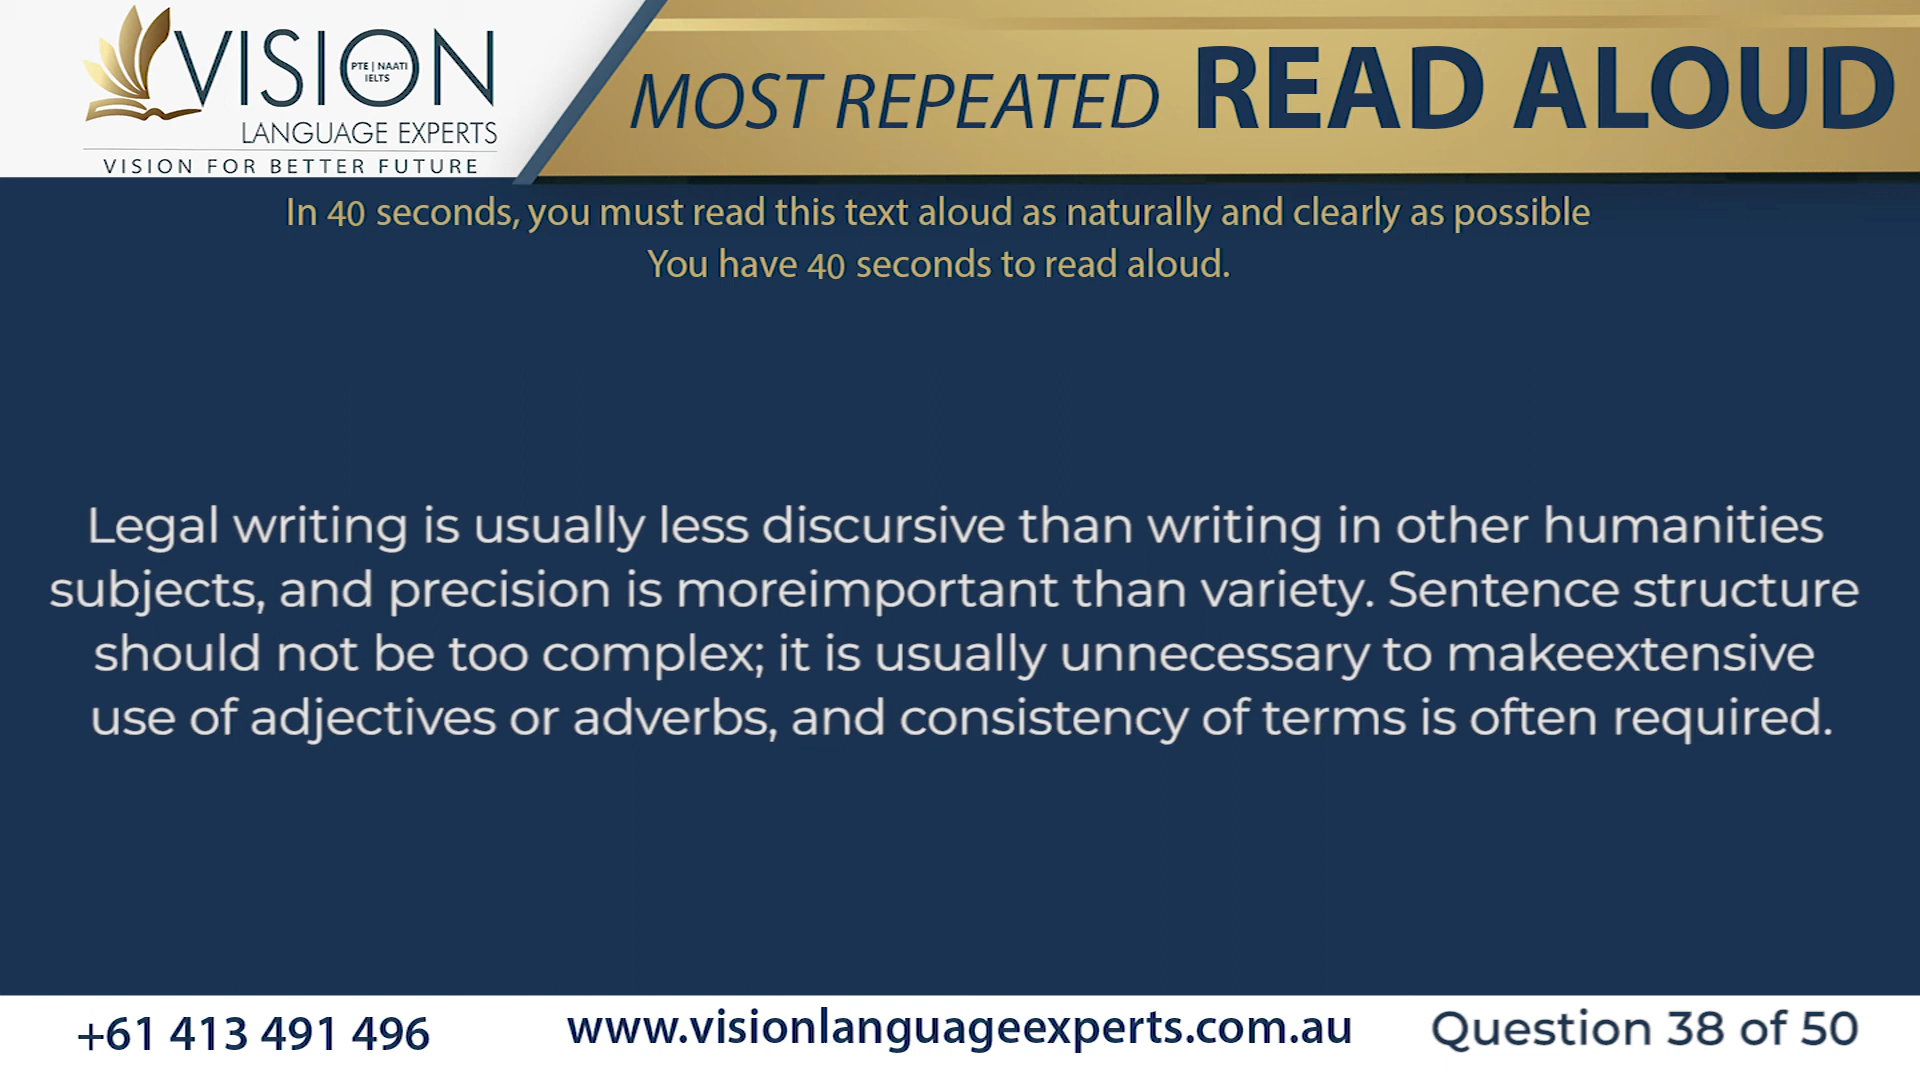 VISION
PTE | NAATI
IELTS
LANGUAGE EXPERTS
VISION FOR BETTER FUTURE
MOST REPEATED READ ALOUD
In 40 seconds, you must read this text aloud as naturally and clearly as possible
You have 40 seconds to read aloud.
Legal writing is usually less discursive than writing in other humanities
subjects, and precision is moreimportant than variety. Sentence structure
should not be too complex; it is usually unnecessary to makeextensive
use of adjectives or adverbs, and consistency of terms is often required.
+61 413 491 496
www.visionlanguageexperts.com.au
Question 38 of 50